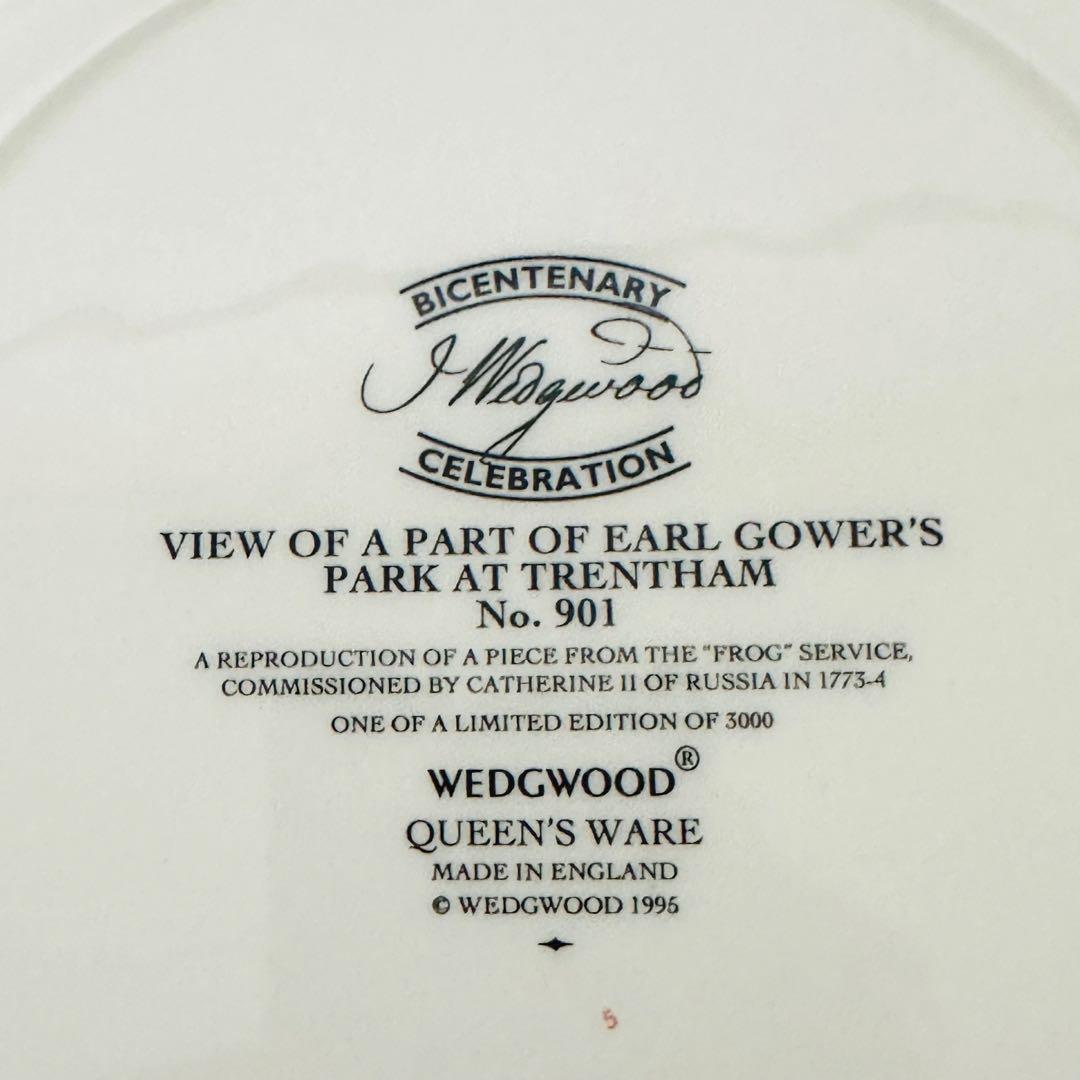 BICENTENARY
J Wedgwood
CELEBRATION
VIEW OF A PART OF EARL GOWER'S
PARK AT TRENTHAM
No. 901
A REPRODUCTION OF A PIECE FROM THE "FROG" SERVICE,
COMMISSIONED BY CATHERINE II OF RUSSIA IN 1773-4
ONE OF A LIMITED EDITION OF 3000
WEDGWOOD®
QUEEN'S WARE
MADE IN ENGLAND
© WEDGWOOD 1995
5